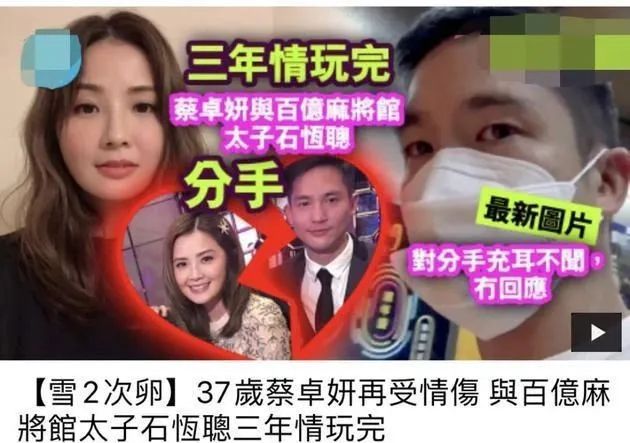 三年情玩完
蔡卓妍與百億麻將館
太子石恆聰
分手
最新圖片
對分手充耳不聞，
冇回應
【雪2次卵】37歲蔡卓妍再受情傷 與百億麻
將館太子石恆聰三年情玩完